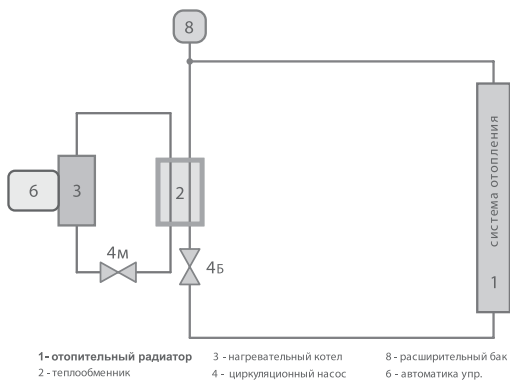 8
система отопления
6
3
2
4м
4Б
1
1- отопительный радиатор 3 - нагревательный котел 8 - расширительный бак
2 - теплообменник 4 - циркуляционный насос 6 - автоматика упр.